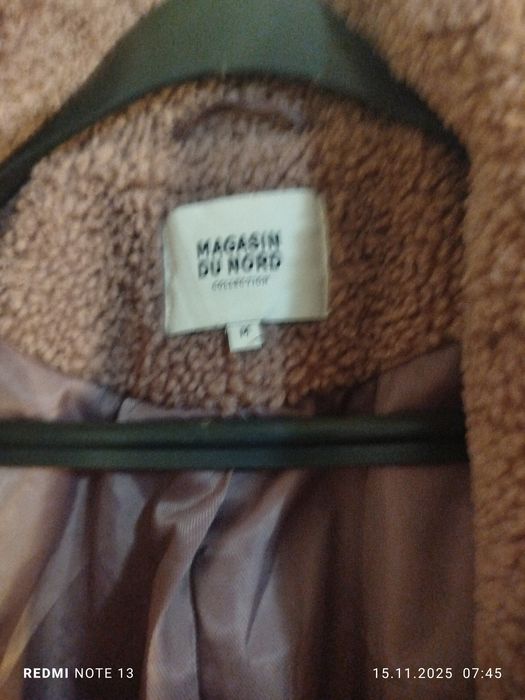 MAGASIN
DU NORD
COLLECTION
M
REDMI NOTE 13
15.11.2025 07:45